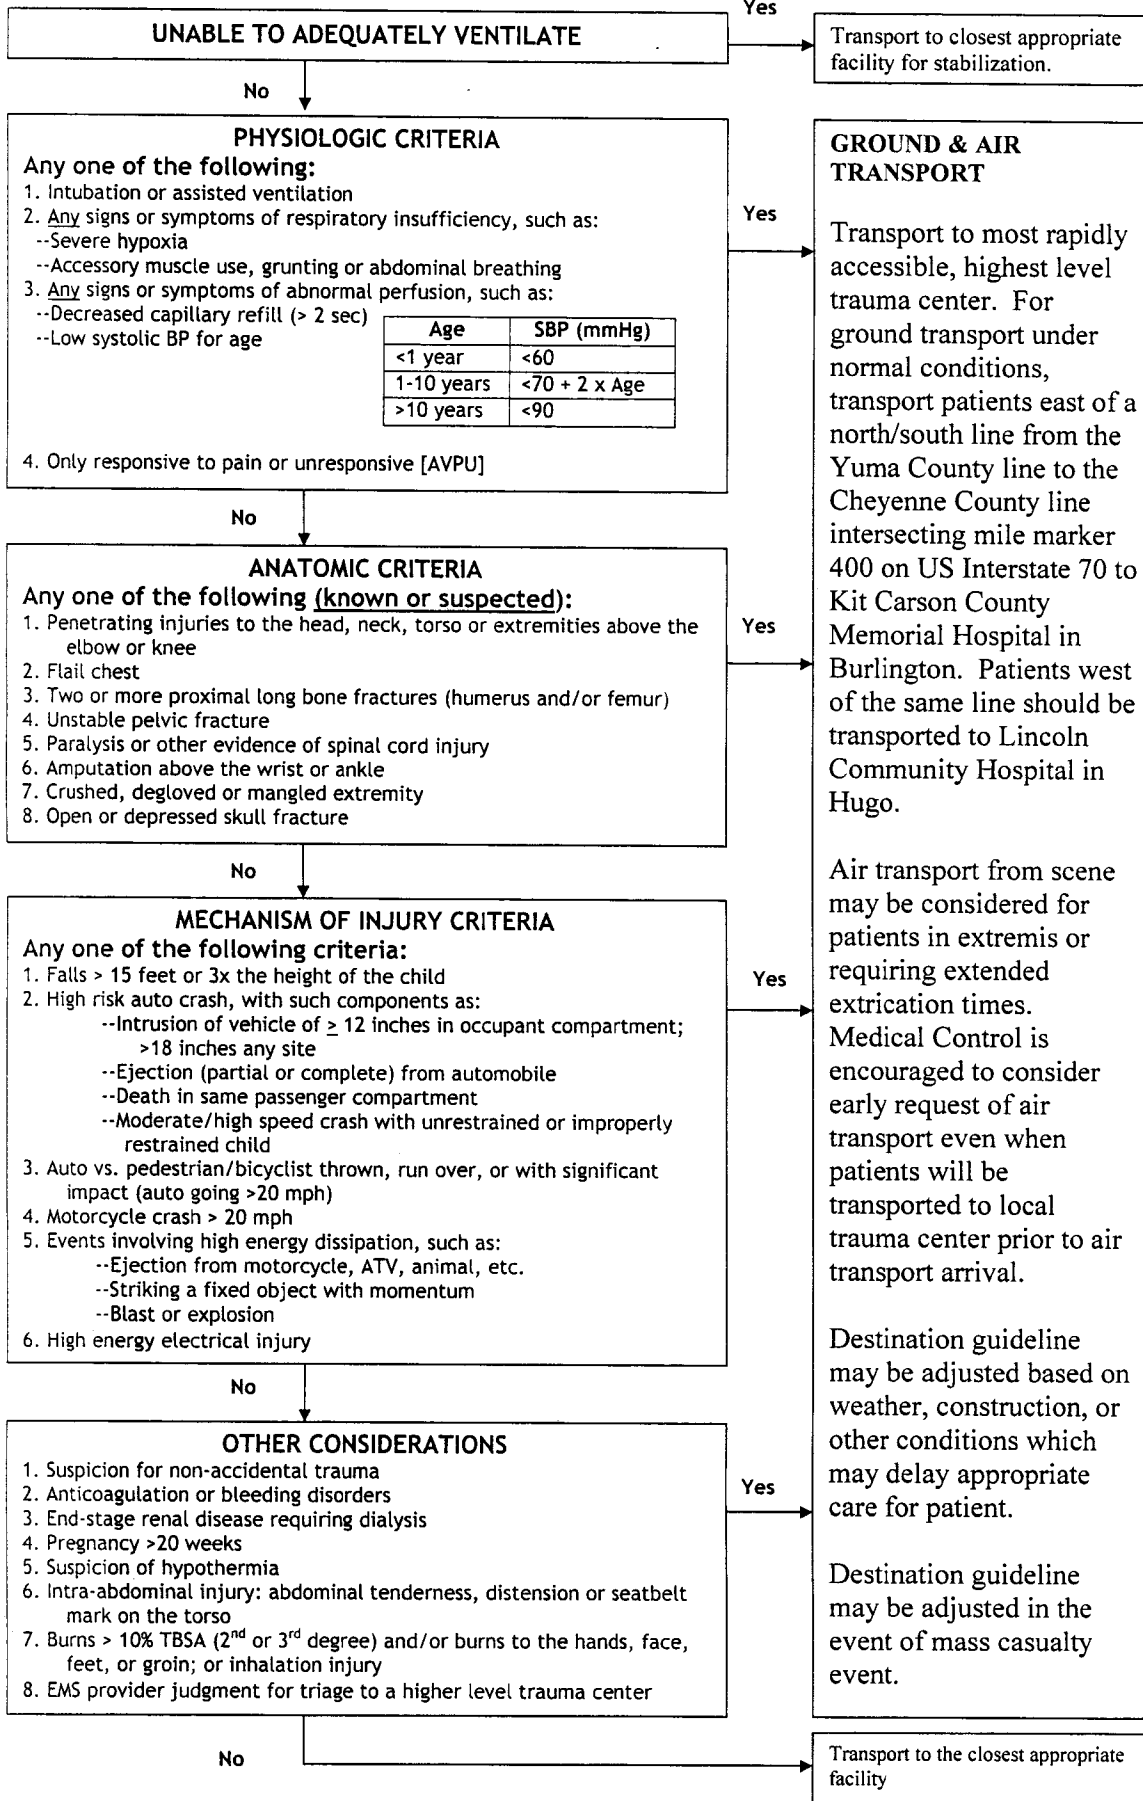 Yes
UNABLE TO ADEQUATELY VENTILATE
Transport to closest appropriate
facility for stabilization.
No
PHYSIOLOGIC CRITERIA
Any one of the following:
1. Intubation or assisted ventilation
2. Any signs or symptoms of respiratory insufficiency, such as:
--Severe hypoxia
--Accessory muscle use, grunting or abdominal breathing
3. Any signs or symptoms of abnormal perfusion, such as:
--Decreased capillary refill (> 2 sec)
--Low systolic BP for age
Age SBP (mmHg)
<1 year <60
1-10 years <70 + 2 x Age
>10 years <90
4. Only responsive to pain or unresponsive [AVPU]
Yes
No
ANATOMIC CRITERIA
Any one of the following (known or suspected):
1. Penetrating injuries to the head, neck, torso or extremities above the
elbow or knee
2. Flail chest
3. Two or more proximal long bone fractures (humerus and/or femur)
4. Unstable pelvic fracture
5. Paralysis or other evidence of spinal cord injury
6. Amputation above the wrist or ankle
7. Crushed, degloved or mangled extremity
8. Open or depressed skull fracture
Yes
No
MECHANISM OF INJURY CRITERIA
Any one of the following criteria:
1. Falls > 15 feet or 3x the height of the child
2. High risk auto crash, with such components as:
--Intrusion of vehicle of ≥ 12 inches in occupant compartment;
>18 inches any site
--Ejection (partial or complete) from automobile
--Death in same passenger compartment
--Moderate/high speed crash with unrestrained or improperly
restrained child
3. Auto vs. pedestrian/bicyclist thrown, run over, or with significant
impact (auto going >20 mph)
4. Motorcycle crash > 20 mph
5. Events involving high energy dissipation, such as:
--Ejection from motorcycle, ATV, animal, etc.
--Striking a fixed object with momentum
--Blast or explosion
6. High energy electrical injury
Yes
No
OTHER CONSIDERATIONS
1. Suspicion for non-accidental trauma
2. Anticoagulation or bleeding disorders
3. End-stage renal disease requiring dialysis
4. Pregnancy >20 weeks
5. Suspicion of hypothermia
6. Intra-abdominal injury: abdominal tenderness, distension or seatbelt
mark on the torso
7. Burns > 10% TBSA (2nd or 3rd degree) and/or burns to the hands, face,
feet, or groin; or inhalation injury
8. EMS provider judgment for triage to a higher level trauma center
Yes
No
GROUND & AIR
TRANSPORT
Transport to most rapidly
accessible, highest level
trauma center. For
ground transport under
normal conditions,
transport patients east of a
north/south line from the
Yuma County line to the
Cheyenne County line
intersecting mile marker
400 on US Interstate 70 to
Kit Carson County
Memorial Hospital in
Burlington. Patients west
of the same line should be
transported to Lincoln
Community Hospital in
Hugo.
Air transport from scene
may be considered for
patients in extremis or
requiring extended
extrication times.
Medical Control is
encouraged to consider
early request of air
transport even when
patients will be
transported to local
trauma center prior to air
transport arrival.
Destination guideline
may be adjusted based on
weather, construction, or
other conditions which
may delay appropriate
care for patient.
Destination guideline
may be adjusted in the
event of mass casualty
event.
Transport to the closest appropriate
facility